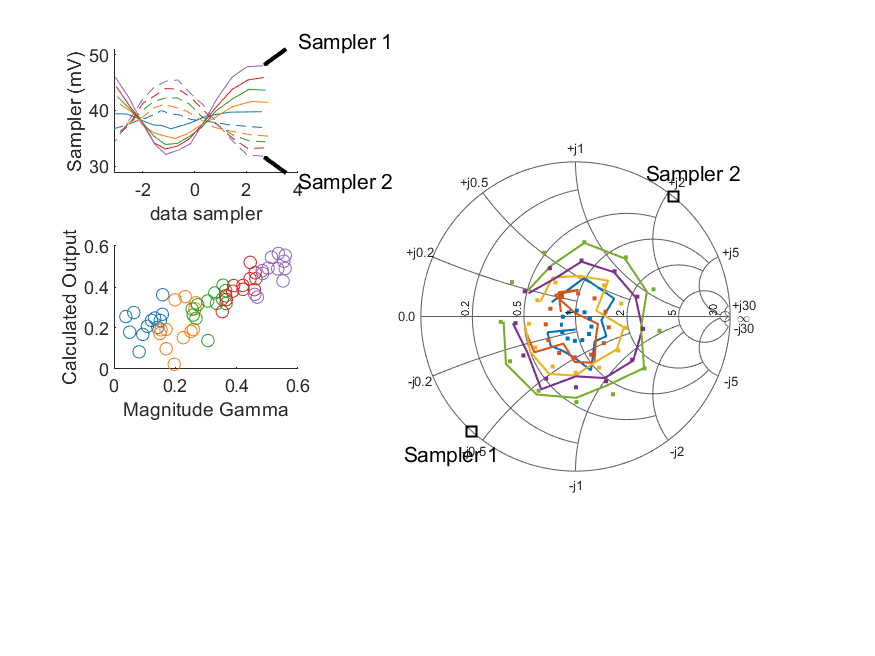 Sampler 1
50
40
30
Sampler (mV)
-2
0
2
4
data sampler
Sampler 2
0.6
0.4
0.2
0
Calculated Output
0
0.2
0.4
0.6
Magnitude Gamma
+j1
Sampler 2
+j2
+j0.5
+j0.2
+j5
0.0
0.2
0.5
1
2
5
30
+j30
∞
-j30
-j0.2
-j5
Sampler 1
-j0.5
-j2
-j1